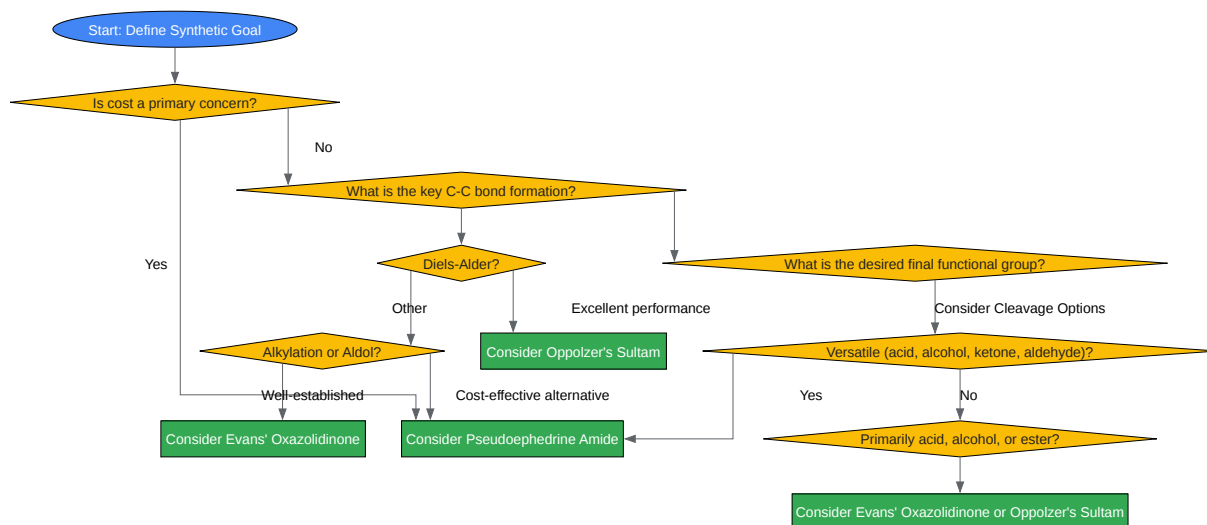 Start: Define Synthetic Goal
Is cost a primary concern?
No
What is the key C-C bond formation?
Yes
Diels-Alder?
What is the desired final functional group?
Other
Excellent performance
Consider Cleavage Options
Alkylation or Aldol?
Consider Oppolzer's Sultam
Versatile (acid, alcohol, ketone, aldehyde)?
Well-established
Cost-effective alternative
Yes
No
Consider Evans' Oxazolidinone
Consider Pseudoephedrine Amide
Primarily acid, alcohol, or ester?
Consider Evans' Oxazolidinone or Oppolzer's Sultam